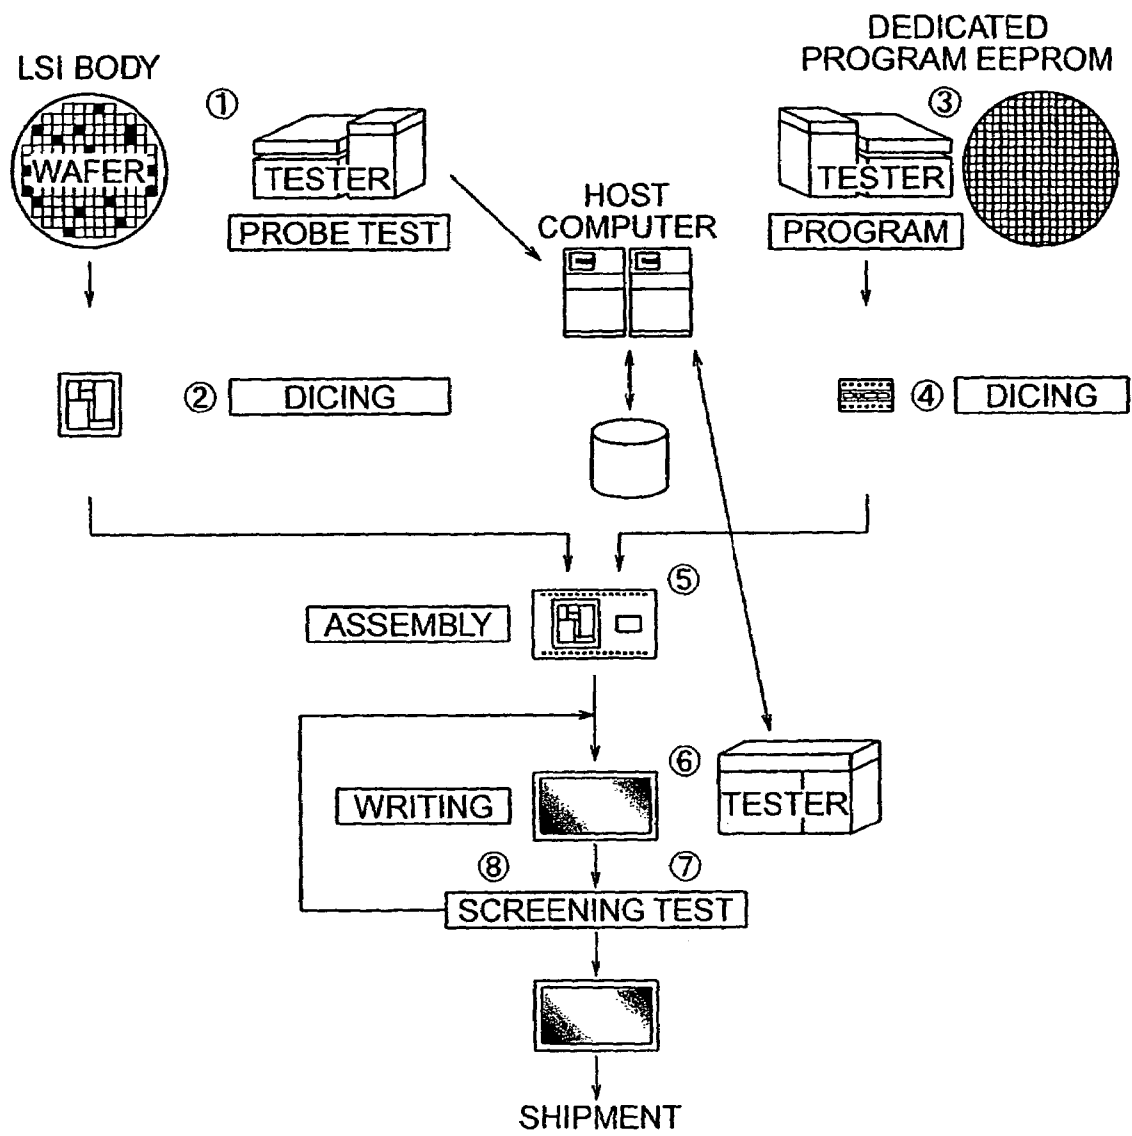 DEDICATED
PROGRAM EEPROM
LSI BODY
①
③
WAFER
TESTER
TESTER
HOST
COMPUTER
PROBE TEST
PROGRAM
②
DICING
④
DICING
⑤
ASSEMBLY
⑥
WRITING
TESTER
⑧
⑦
SCREENING TEST
SHIPMENT